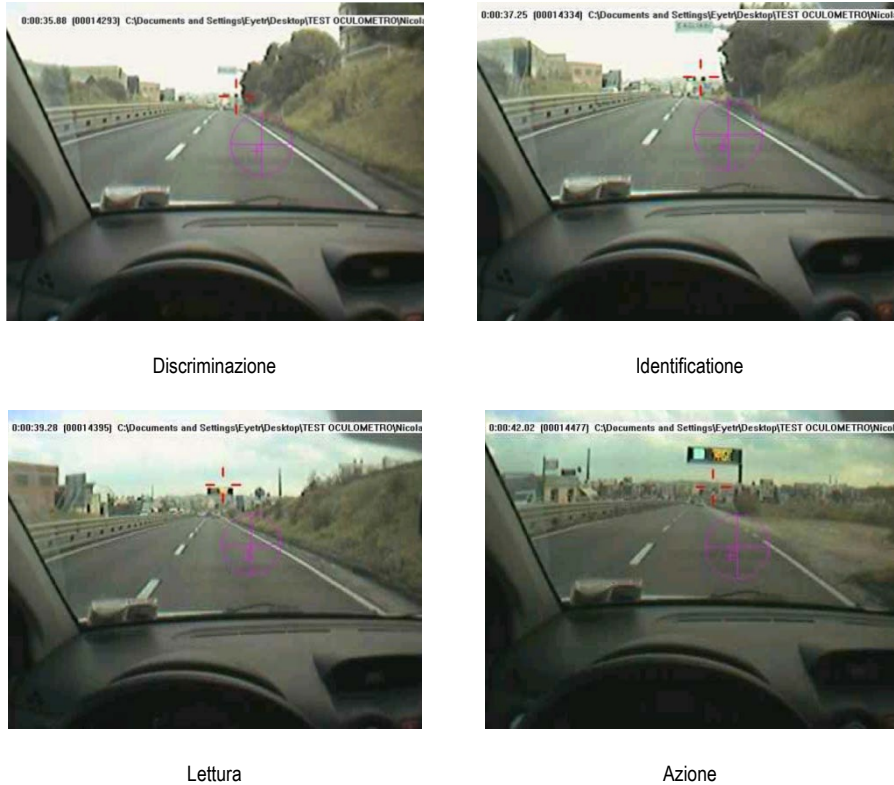 0:00:35.88 [00014293] C:\Documents and Settings\Eyetr\Desktop\TEST OCULOMETRO\Nicola
0:00:37.25 [00014334] C:\Documents and Settings\Eyetr\Desktop\TEST OCULOMETRO\Nicol
Discriminazione
Identificatione
0:00:39.28 [00014395] C:\Documents and Settings\Eyetr\Desktop\TEST OCULOMETRO\Nicola
0:00:42.02 [00014477] C:\Documents and Settings\Eyetr\Desktop\TEST OCULOMETRO\Nicol
Lettura
Azione